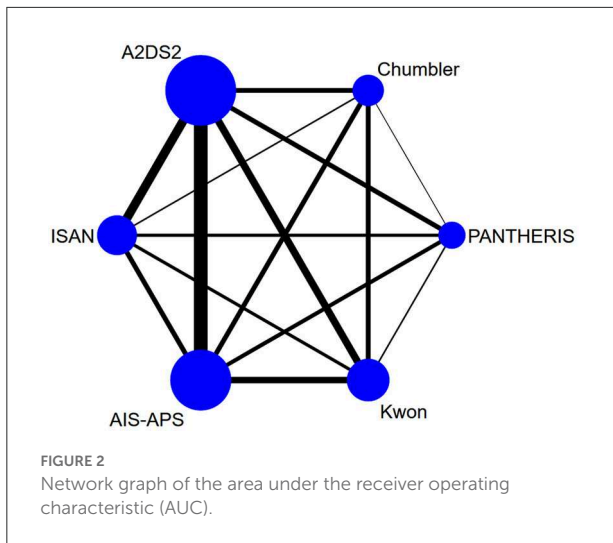 A2DS2
Chumbler
ISAN
PANTHERIS
AIS-APS
Kwon
FIGURE 2
Network graph of the area under the receiver operating
characteristic (AUC).